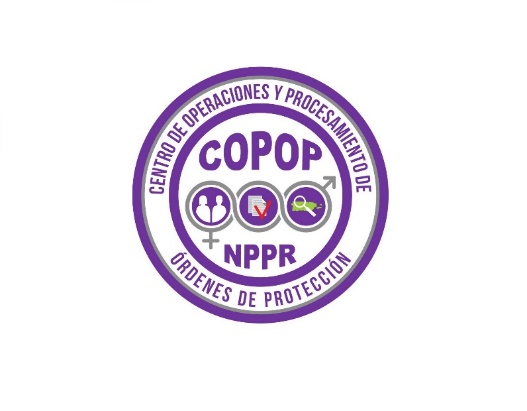 CENTRO DE OPERACIONES Y PROCESAMIENTO DE
COPOP
NPPR
ÓRDENES DE PROTECCIÓN